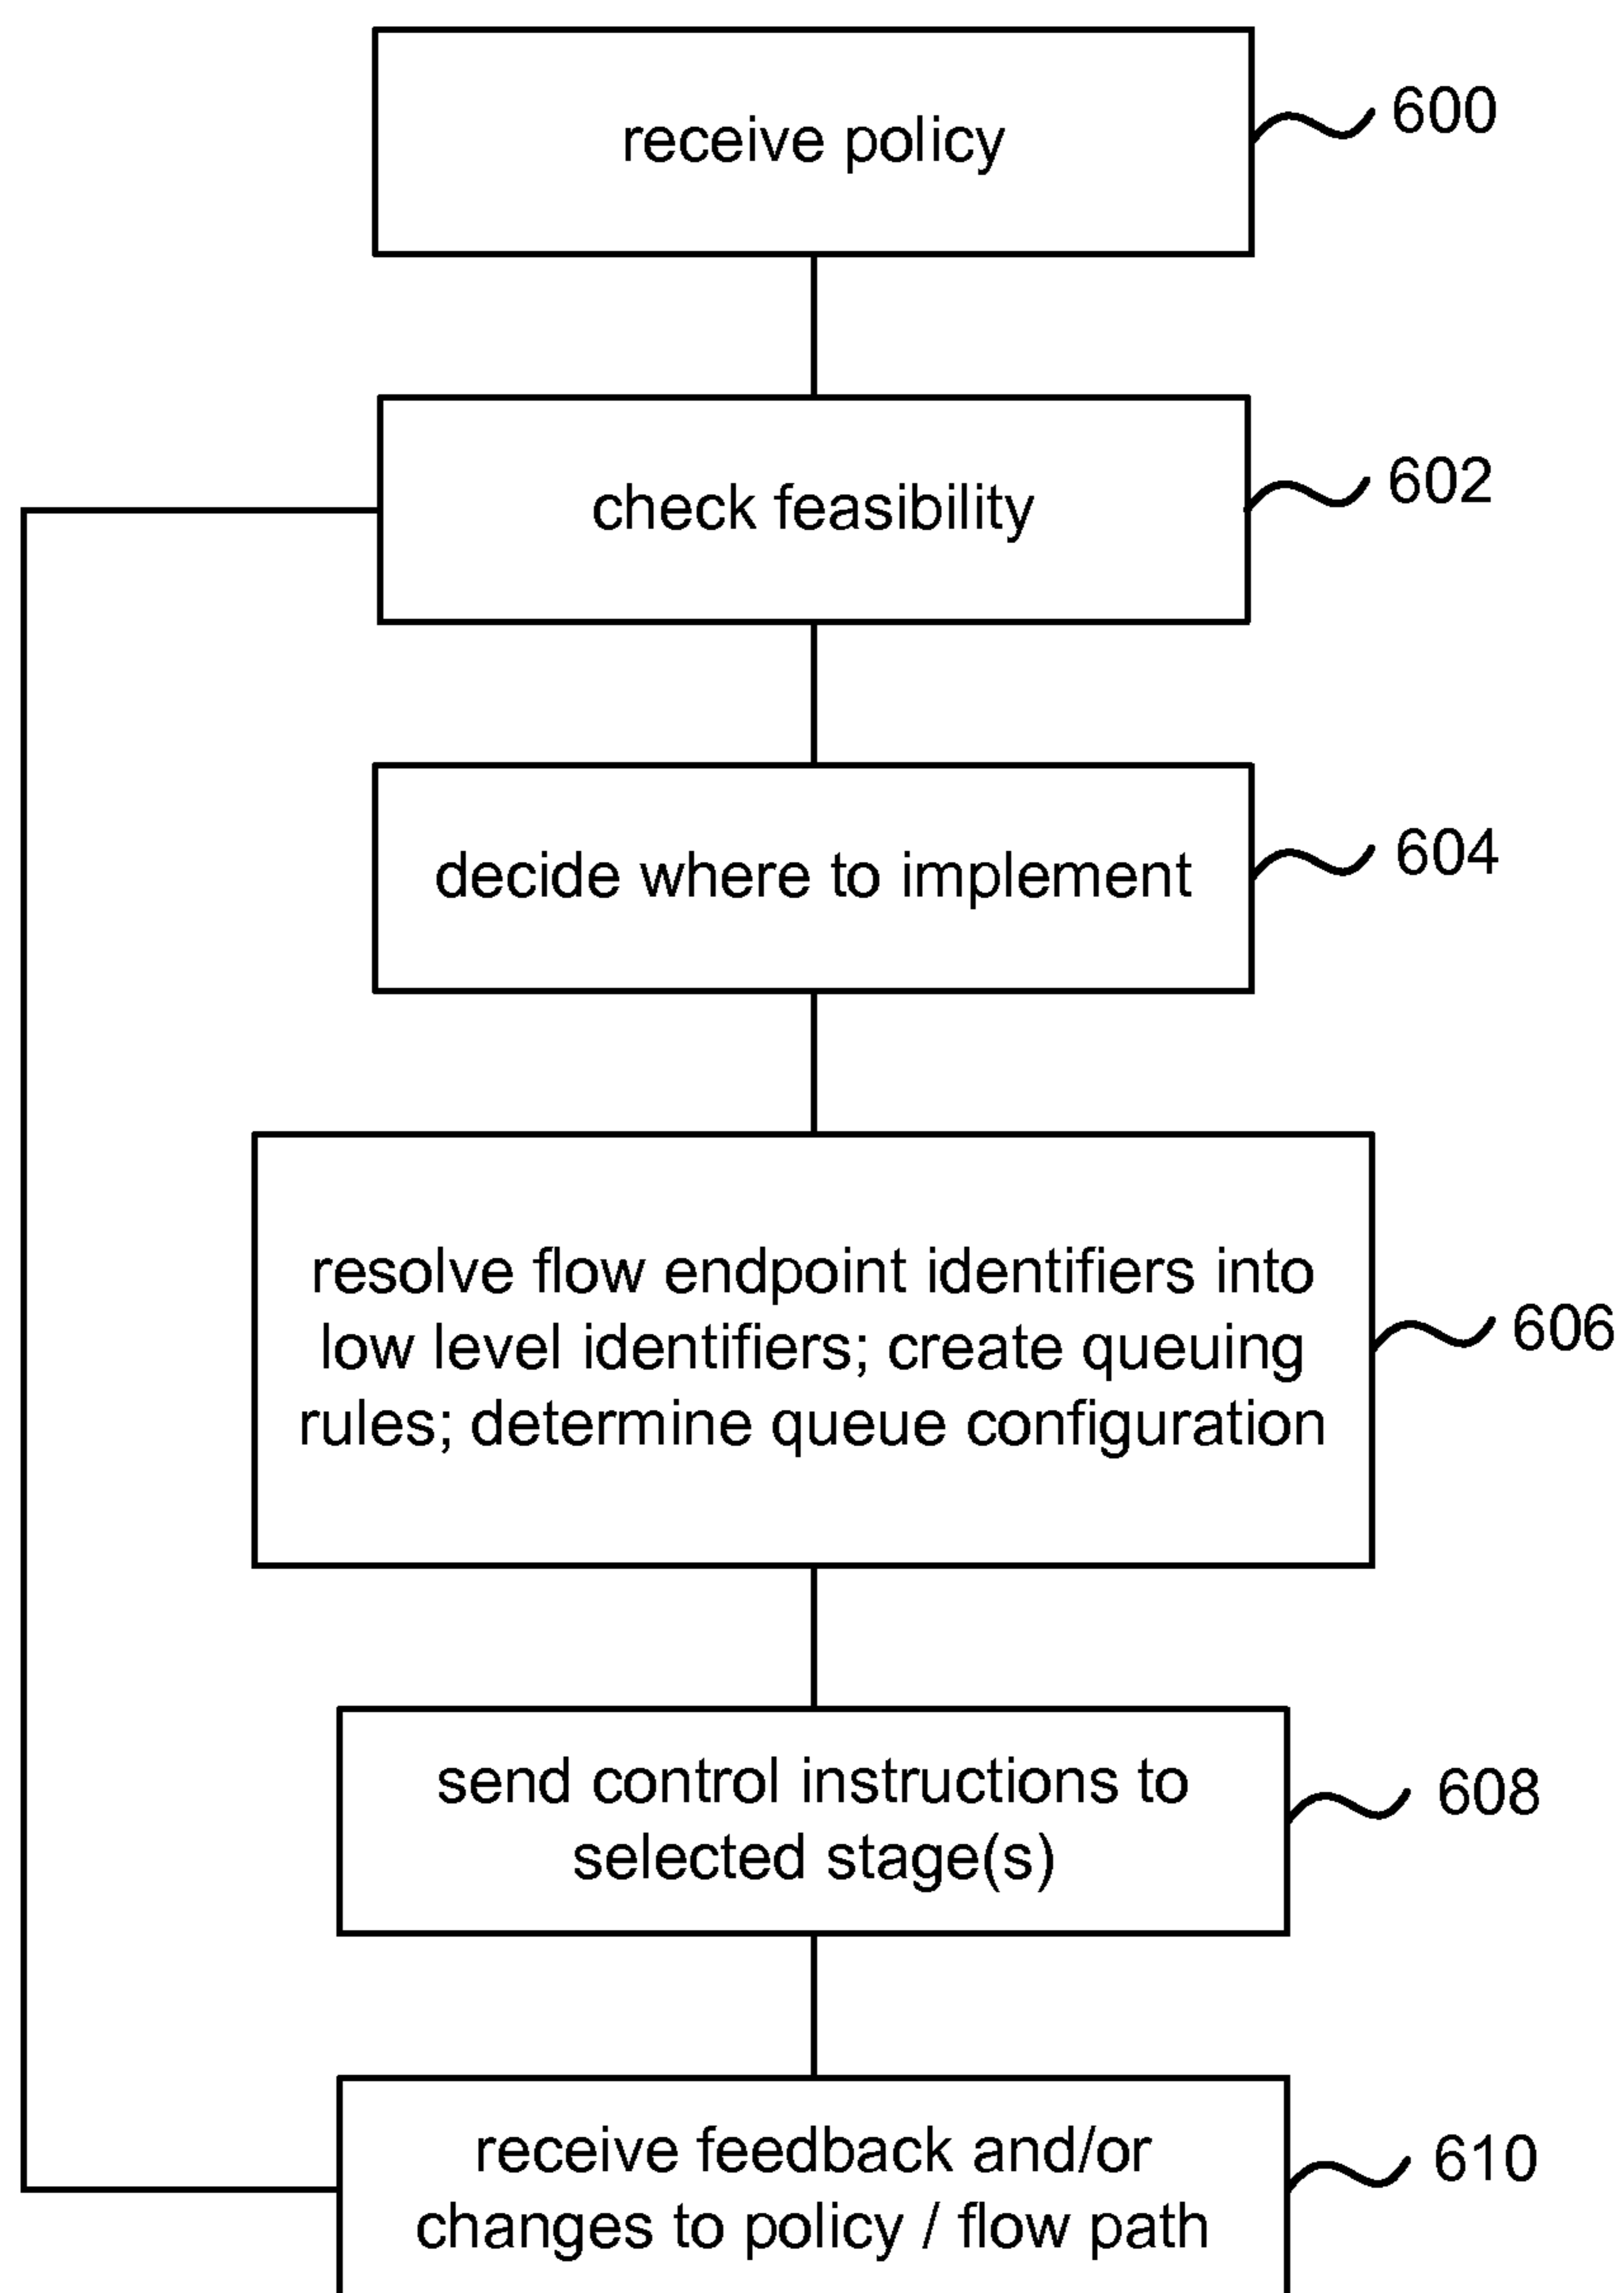 receive policy
600
check feasibility
602
decide where to implement
604
resolve flow endpoint identifiers into
low level identifiers; create queuing
rules; determine queue configuration
606
send control instructions to
selected stage(s)
608
receive feedback and/or
changes to policy / flow path
610